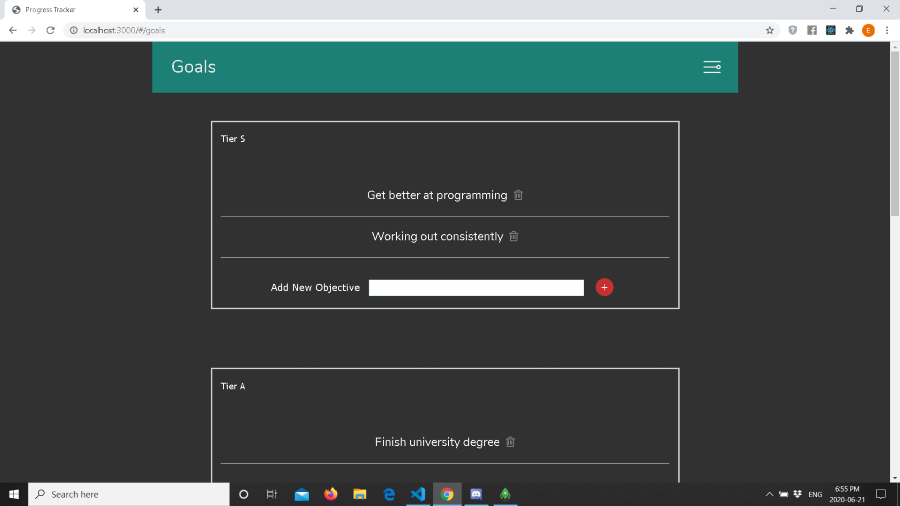 Progress Tracker
localhost:3000/#/goals
E
Goals
Tier S
Get better at programming
Working out consistently
Add New Objective
Tier A
Finish university degree
Search here
ENG
6:55 PM
2020-06-21